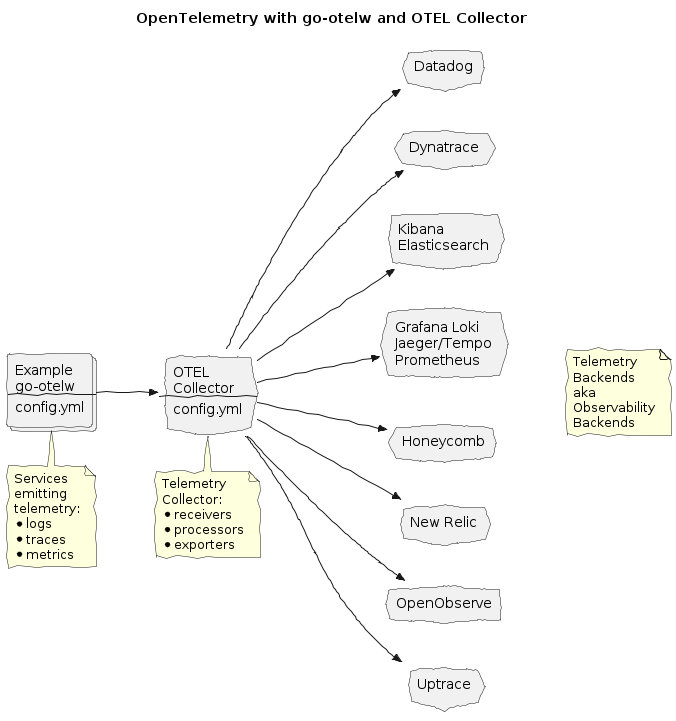 OpenTelemetry with go-otelw and OTEL Collector
Example
go-otelw
config.yml
Services
emitting
telemetry:
• logs
• traces
• metrics
OTEL
Collector
config.yml
Telemetry
Collector:
• receivers
• processors
• exporters
Datadog
Dynatrace
Kibana
Elasticsearch
Grafana Loki
Jaeger/Tempo
Prometheus
Honeycomb
New Relic
OpenObserve
Uptrace
Telemetry
Backends
aka
Observability
Backends